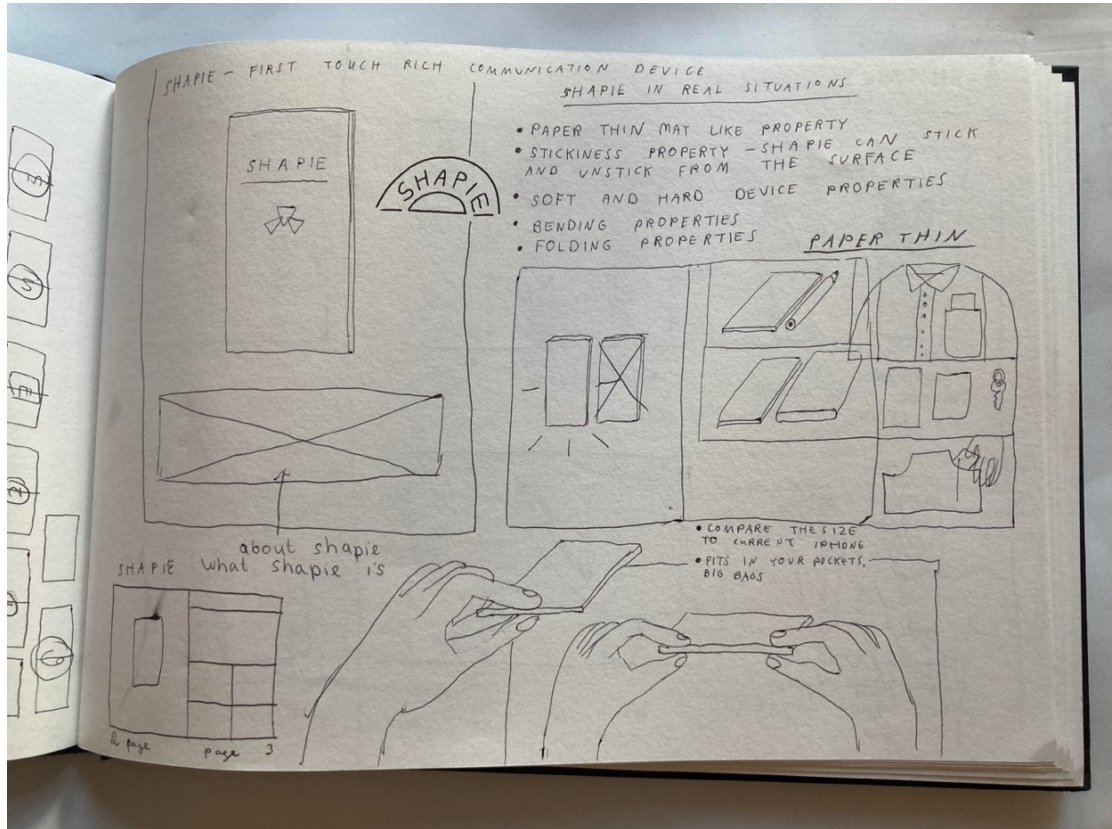 SHAPIE - FIRST TOUCH RICH COMMUNICATION DEVICE
SHAPIE
SHAPIE
SHAPIE IN REAL SITUATIONS
• PAPER THIN MAT LIKE PROPERTY
• STICKINESS PROPERTY - SHAPIE CAN STICK
AND UNSTICK FROM THE SURFACE
• SOFT AND HARD DEVICE PROPERTIES
• BENDING PROPERTIES
• FOLDING PROPERTIES
PAPER THIN
about shapie
what shapie is
• COMPARE THE SIZE
TO CURRENT IPHONE
• FITS IN YOUR POCKETS,
BIG BAGS
SHAPIE
2 page
page 3